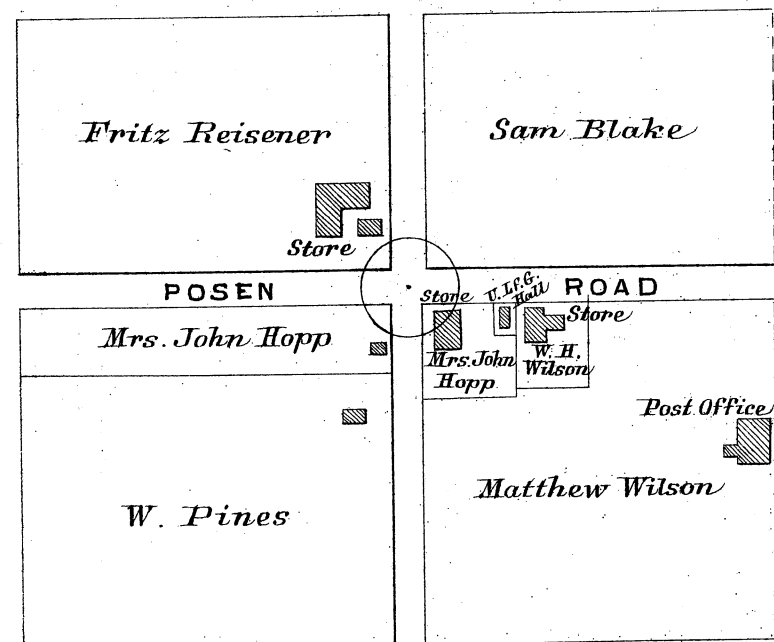 Fritz Reisener
Sam Blake
Store
POSEN ROAD
Store
Hall
Store
Mrs. John Hopp
Mrs. John
Hopp
W. H.
Wilson
Post Office
Matthew Wilson
W. Pines